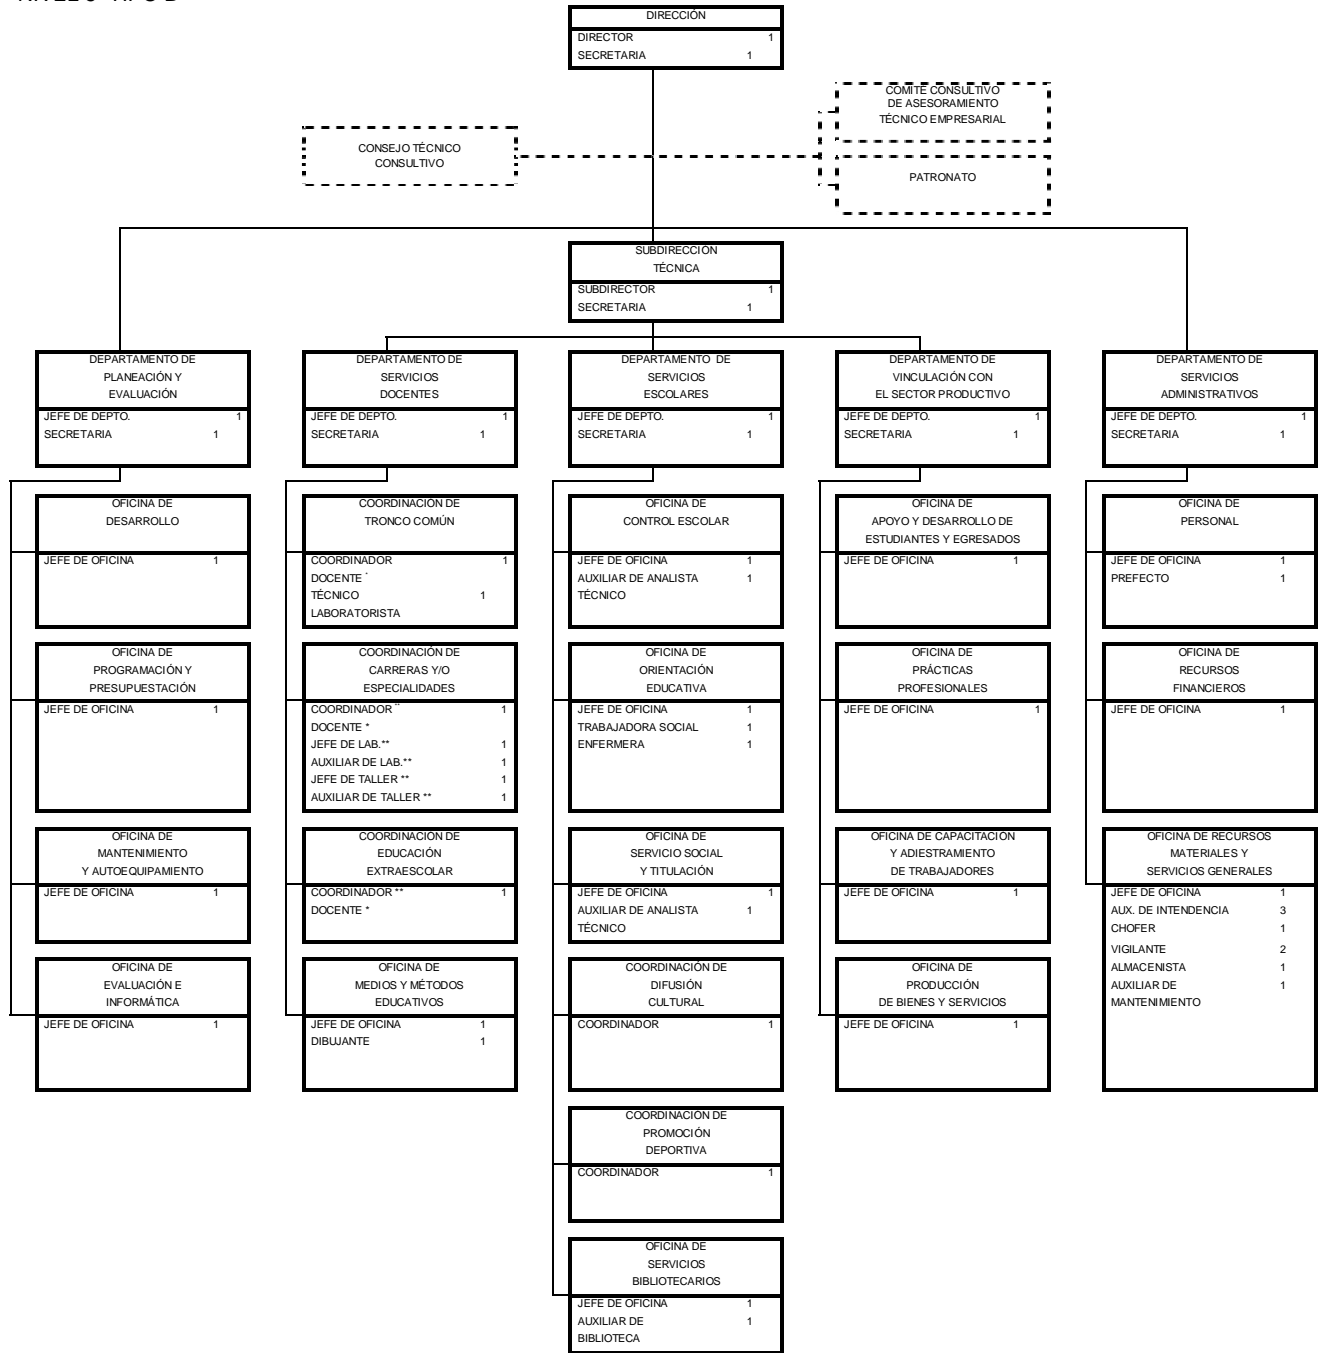 DIRECCIÓN
DIRECTOR 1
SECRETARIA 1
COMITÉ CONSULTIVO
DE ASESORAMIENTO
TÉCNICO EMPRESARIAL
CONSEJO TÉCNICO
CONSULTIVO
PATRONATO
SUBDIRECCIÓN
TÉCNICA
SUBDIRECTOR 1
SECRETARIA 1
DEPARTAMENTO DE
PLANEACIÓN Y
EVALUACIÓN
JEFE DE DEPTO. 1
SECRETARIA 1
DEPARTAMENTO DE
SERVICIOS
DOCENTES
JEFE DE DEPTO. 1
SECRETARIA 1
DEPARTAMENTO DE
SERVICIOS
ESCOLARES
JEFE DE DEPTO. 1
SECRETARIA 1
DEPARTAMENTO DE
VINCULACIÓN CON
EL SECTOR PRODUCTIVO
JEFE DE DEPTO. 1
SECRETARIA 1
DEPARTAMENTO DE
SERVICIOS
ADMINISTRATIVOS
JEFE DE DEPTO. 1
SECRETARIA 1
OFICINA DE
DESARROLLO
JEFE DE OFICINA 1
COORDINACIÓN DE
TRONCO COMÚN
COORDINADOR 1
DOCENTE *
TÉCNICO 1
LABORATORISTA
OFICINA DE
CONTROL ESCOLAR
JEFE DE OFICINA 1
AUXILIAR DE ANALISTA 1
TÉCNICO
OFICINA DE
APOYO Y DESARROLLO DE
ESTUDIANTES Y EGRESADOS
JEFE DE OFICINA 1
OFICINA DE
PERSONAL
JEFE DE OFICINA 1
PREFECTO 1
OFICINA DE
PROGRAMACIÓN Y
PRESUPUESTACIÓN
JEFE DE OFICINA 1
COORDINACIÓN DE
CARRERAS Y/O
ESPECIALIDADES
COORDINADOR ** 1
DOCENTE *
JEFE DE LAB.** 1
AUXILIAR DE LAB.** 1
JEFE DE TALLER ** 1
AUXILIAR DE TALLER ** 1
OFICINA DE
ORIENTACIÓN
EDUCATIVA
JEFE DE OFICINA 1
TRABAJADORA SOCIAL 1
ENFERMERA 1
OFICINA DE
PRÁCTICAS
PROFESIONALES
JEFE DE OFICINA 1
OFICINA DE
RECURSOS
FINANCIEROS
JEFE DE OFICINA 1
OFICINA DE
MANTENIMIENTO
Y AUTOEQUIPAMIENTO
JEFE DE OFICINA 1
COORDINACIÓN DE
EDUCACIÓN
EXTRAESCOLAR
COORDINADOR ** 1
DOCENTE *
OFICINA DE
SERVICIO SOCIAL
Y TITULACIÓN
JEFE DE OFICINA 1
AUXILIAR DE ANALISTA 1
TÉCNICO
OFICINA DE CAPACITACIÓN
Y ADIESTRAMIENTO
DE TRABAJADORES
JEFE DE OFICINA 1
OFICINA DE RECURSOS
MATERIALES Y
SERVICIOS GENERALES
JEFE DE OFICINA 1
AUX. DE INTENDENCIA 3
CHOFER 1
VIGILANTE 2
ALMACENISTA 1
AUXILIAR DE 1
MANTENIMIENTO
OFICINA DE
EVALUACIÓN E
INFORMÁTICA
JEFE DE OFICINA 1
OFICINA DE
MEDIOS Y MÉTODOS
EDUCATIVOS
JEFE DE OFICINA 1
DIBUJANTE 1
COORDINACIÓN DE
DIFUSIÓN
CULTURAL
COORDINADOR 1
OFICINA DE
PRODUCCIÓN
DE BIENES Y SERVICIOS
JEFE DE OFICINA 1
COORDINACIÓN DE
PROMOCIÓN
DEPORTIVA
COORDINADOR 1
OFICINA DE
SERVICIOS
BIBLIOTECARIOS
JEFE DE OFICINA 1
AUXILIAR DE 1
BIBLIOTECA